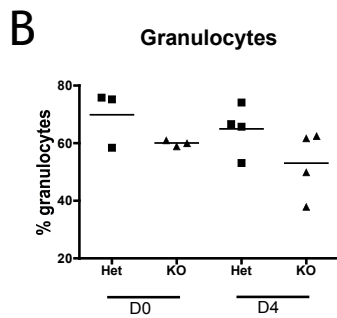 B
Granulocytes
% granulocytes
80
60
40
20
Het KO Het KO
D0 D4